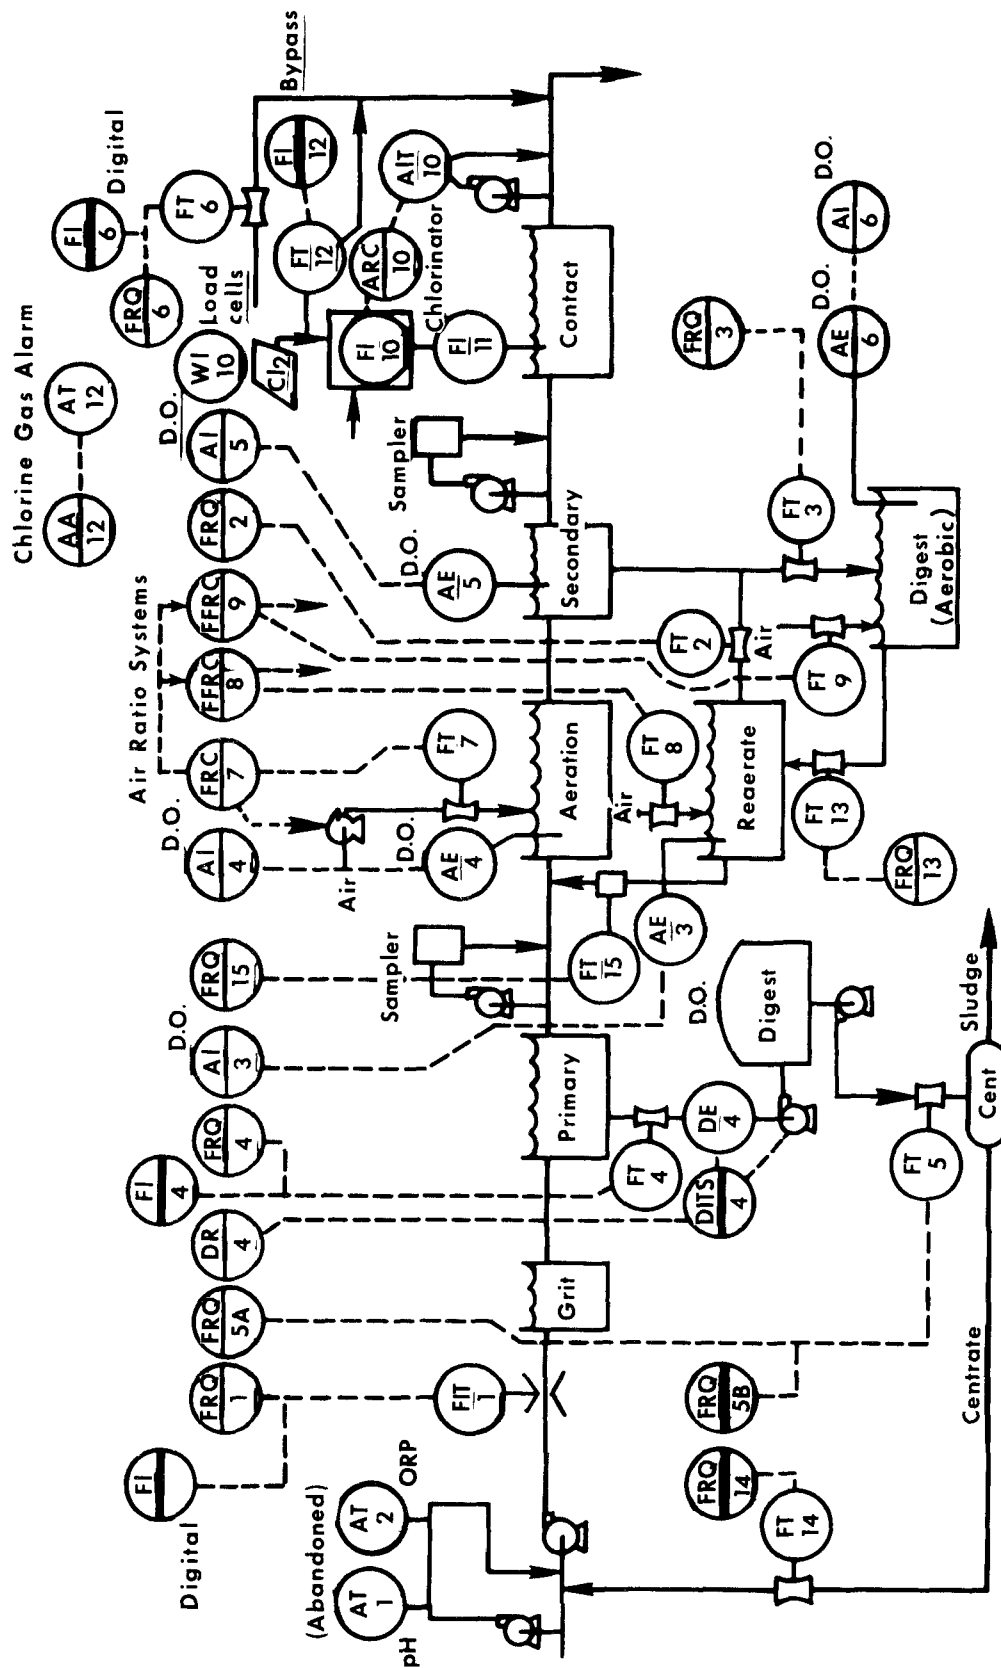 Chlorine Gas Alarm
AA
12
AT
12
Digital
FI
FI
4
FI
6
Digital
Air Ratio Systems
FRQ
1
FRQ
5A
DR
4
FRQ
4
AI
3
D.O.
FRQ
15
AI
4
D.O.
FRC
7
FFRC
8
FFRC
9
FRQ
2
AI
5
D.O.
WI
10
Load
cells
FRQ
6
FT
6
Bypass
(Abandoned)
AT
1
pH
AT
2
ORP
FIT
1
Air
Cl2
FT
12
FI
12
FI
10
ARC
10
AIT
10
Chlorinator
FI
11
Sampler
AE
4
D.O.
FT
7
AE
5
D.O.
Sampler
Grit
Primary
Aeration
Secondary
Contact
FT
15
AE
3
Air
FT
8
FT
2
FT
4
DE
4
DITS
4
Digest
D.O.
Reaerate
Air
FT
9
FT
3
FRQ
3
FRQ
14
FRQ
5B
FT
14
FT
13
FRQ
13
AE
6
D.O.
AI
6
D.O.
Digest
(Aerobic)
FT
5
Centrate
Cent
Sludge